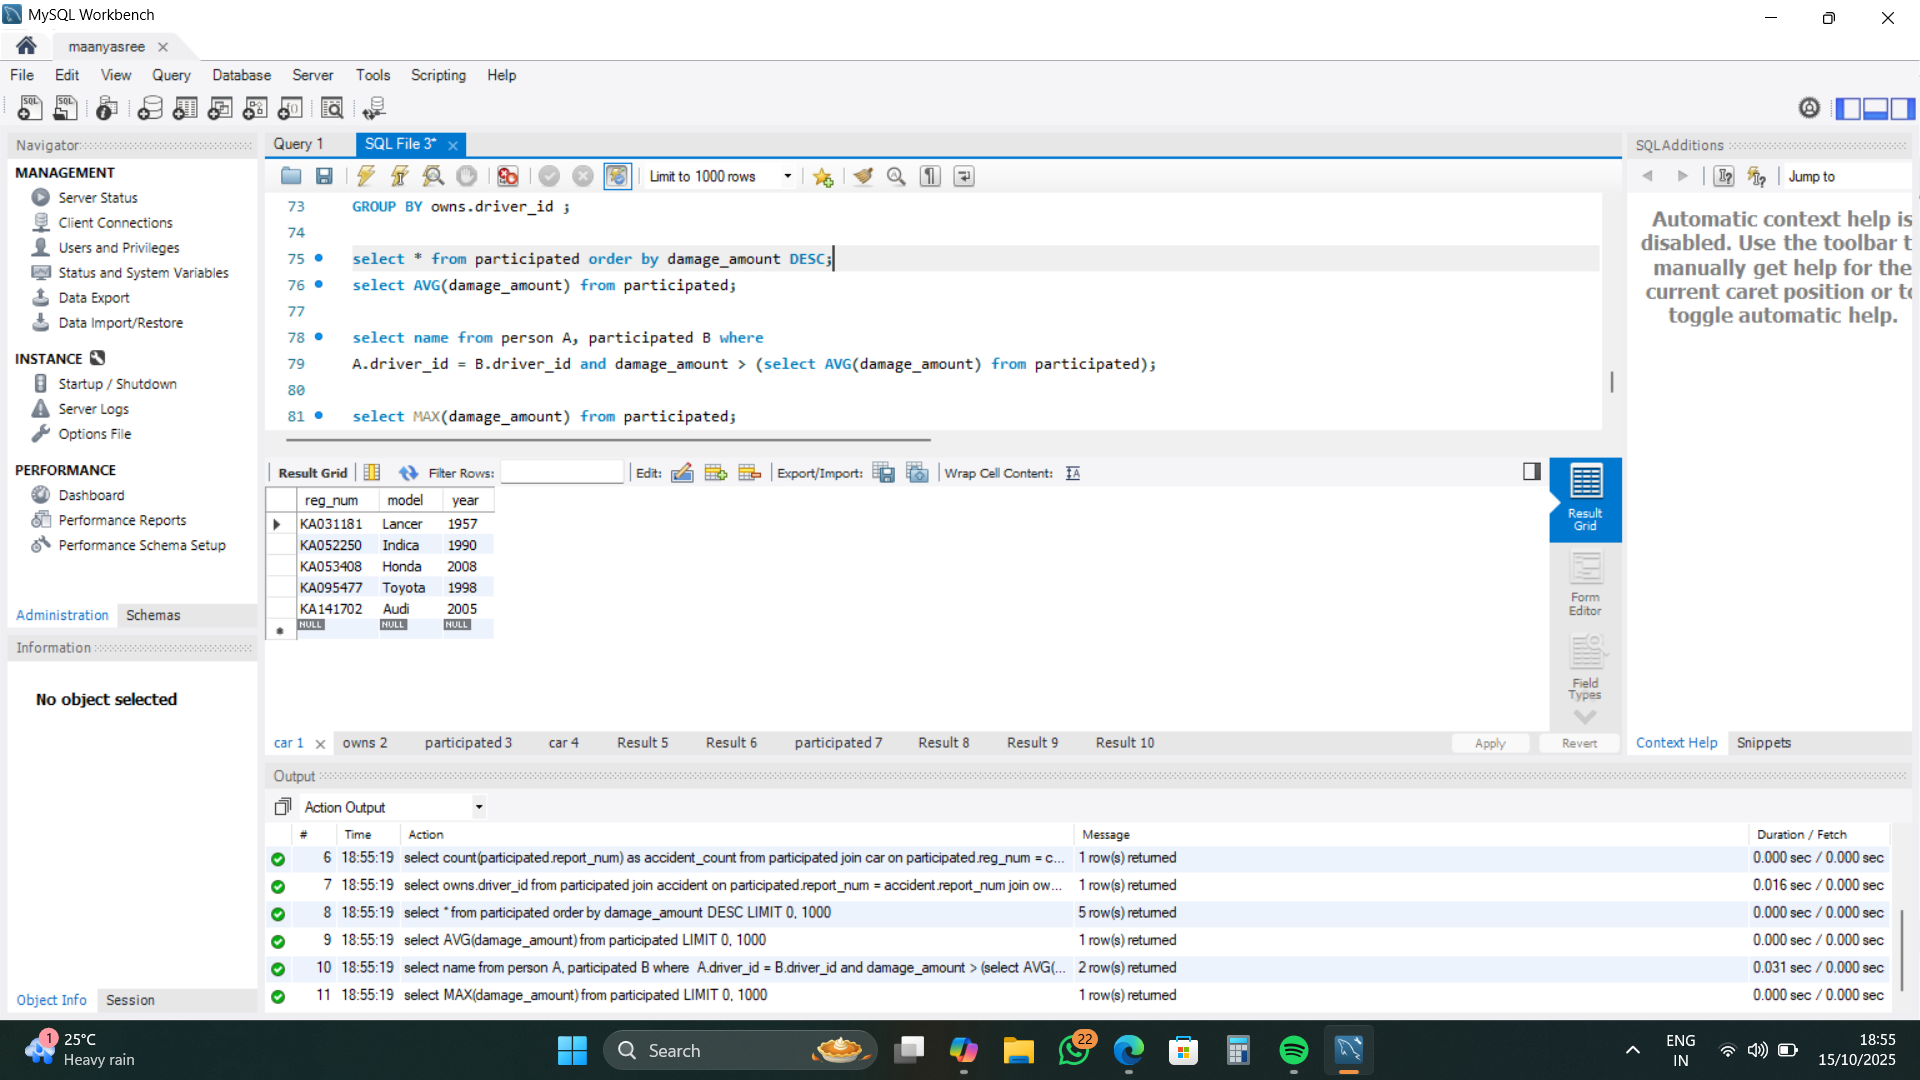 MySQL Workbench
maanyasree
File Edit View Query Database Server Tools Scripting Help
Navigator
MANAGEMENT
Server Status
Client Connections
Users and Privileges
Status and System Variables
Data Export
Data Import/Restore
INSTANCE
Startup / Shutdown
Server Logs
Options File
PERFORMANCE
Dashboard
Performance Reports
Performance Schema Setup
Administration Schemas
Information
No object selected
Object Info Session
Query 1 SQL File 3*
Limit to 1000 rows
73 GROUP BY owns.driver_id ;
74
75 select * from participated order by damage_amount DESC;
76 select AVG(damage_amount) from participated;
77
78 select name from person A, participated B where
79 A.driver_id = B.driver_id and damage_amount > (select AVG(damage_amount) from participated);
80
81 select MAX(damage_amount) from participated;
Result Grid Filter Rows: Edit: Export/Import: Wrap Cell Content:
reg_num model year
KA031181 Lancer 1957
KA052250 Indica 1990
KA053408 Honda 2008
KA095477 Toyota 1998
KA141702 Audi 2005
NULL NULL NULL
Result
Grid
Form
Editor
Field
Types
car 1 owns 2 participated 3 car 4 Result 5 Result 6 participated 7 Result 8 Result 9 Result 10 Apply Revert
SQLAdditions
Jump to
Automatic context help is
disabled. Use the toolbar t
manually get help for the
current caret position or to
toggle automatic help.
Context Help Snippets
Output
Action Output
# Time Action Message Duration / Fetch
6 18:55:19 select count(participated.report_num) as accident_count from participated join car on participated.reg_num = c... 1 row(s) returned 0.000 sec / 0.000 sec
7 18:55:19 select owns.driver_id from participated join accident on participated.report_num = accident.report_num join ow... 1 row(s) returned 0.016 sec / 0.000 sec
8 18:55:19 select * from participated order by damage_amount DESC LIMIT 0, 1000 5 row(s) returned 0.000 sec / 0.000 sec
9 18:55:19 select AVG(damage_amount) from participated LIMIT 0, 1000 1 row(s) returned 0.000 sec / 0.000 sec
10 18:55:19 select name from person A, participated B where A.driver_id = B.driver_id and damage_amount > (select AVG(... 2 row(s) returned 0.031 sec / 0.000 sec
11 18:55:19 select MAX(damage_amount) from participated LIMIT 0, 1000 1 row(s) returned 0.000 sec / 0.000 sec
1
25°C
Heavy rain
Search
22
ENG
IN
18:55
15/10/2025